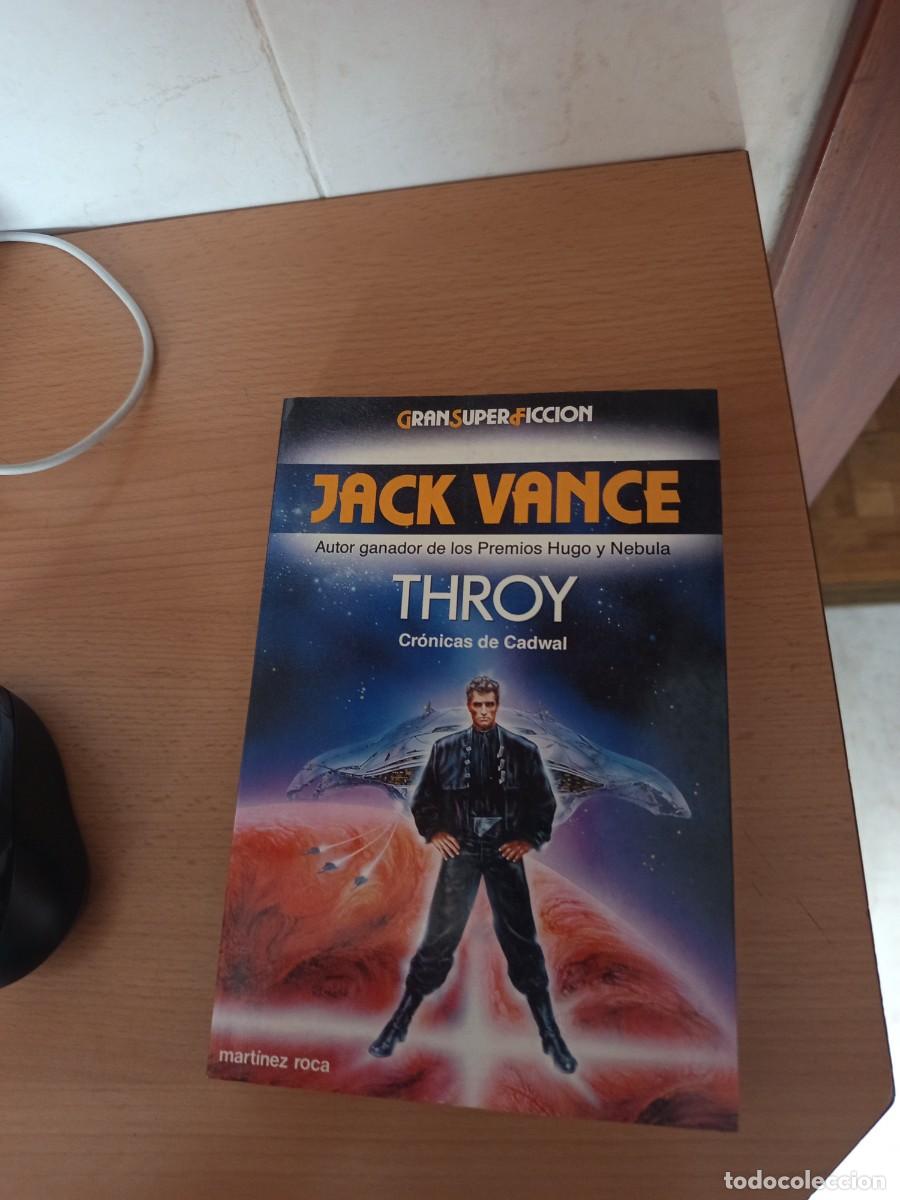 GRANSUPERFICCION
JACK VANCE
Autor ganador de los Premios Hugo y Nebula
THROY
Crónicas de Cadwal
martínez roca
todocoleccion